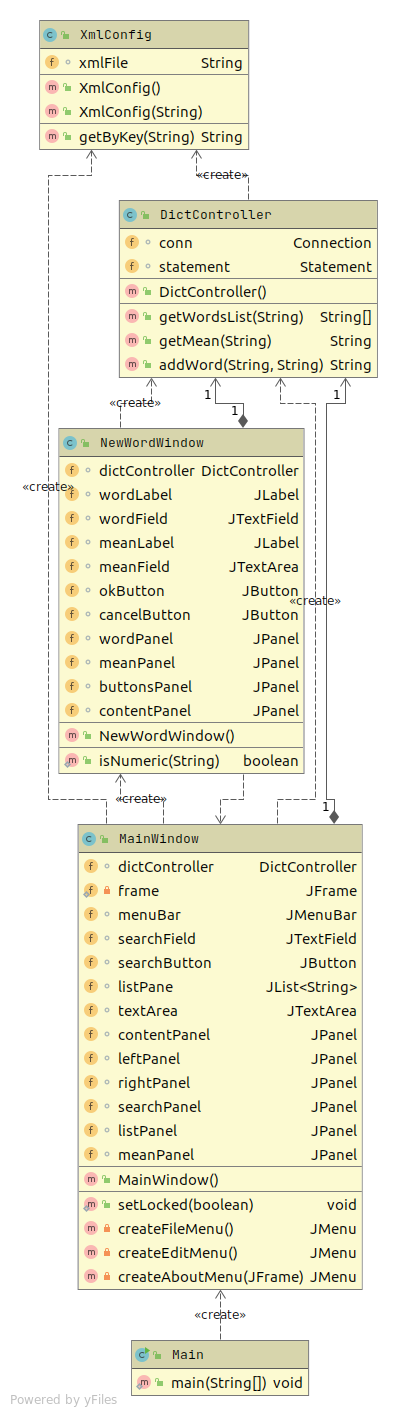 XmlConfig
xmlFile String
XmlConfig()
XmlConfig(String)
getByKey(String) String
«create»
DictController
conn Connection
statement Statement
DictController()
getWordsList(String) String[]
getMean(String) String
addWord(String, String) String
1 1
«create» 1
NewWordWindow
dictController DictController
«create»
wordLabel JLabel
wordField JTextField
meanLabel JLabel
meanField JTextArea
okButton JButton
«create»
cancelButton JButton
wordPanel JPanel
meanPanel JPanel
buttonsPanel JPanel
contentPanel JPanel
NewWordWindow()
isNumeric(String) boolean
«create» 1
MainWindow
dictController DictController
frame JFrame
menuBar JMenuBar
searchField JTextField
searchButton JButton
listPane JList<String>
textArea JTextArea
contentPanel JPanel
leftPanel JPanel
rightPanel JPanel
searchPanel JPanel
listPanel JPanel
meanPanel JPanel
MainWindow()
setLocked(boolean) void
createFileMenu() JMenu
createEditMenu() JMenu
createAboutMenu(JFrame) JMenu
«create»
Main
main(String[]) void
Powered by yFiles